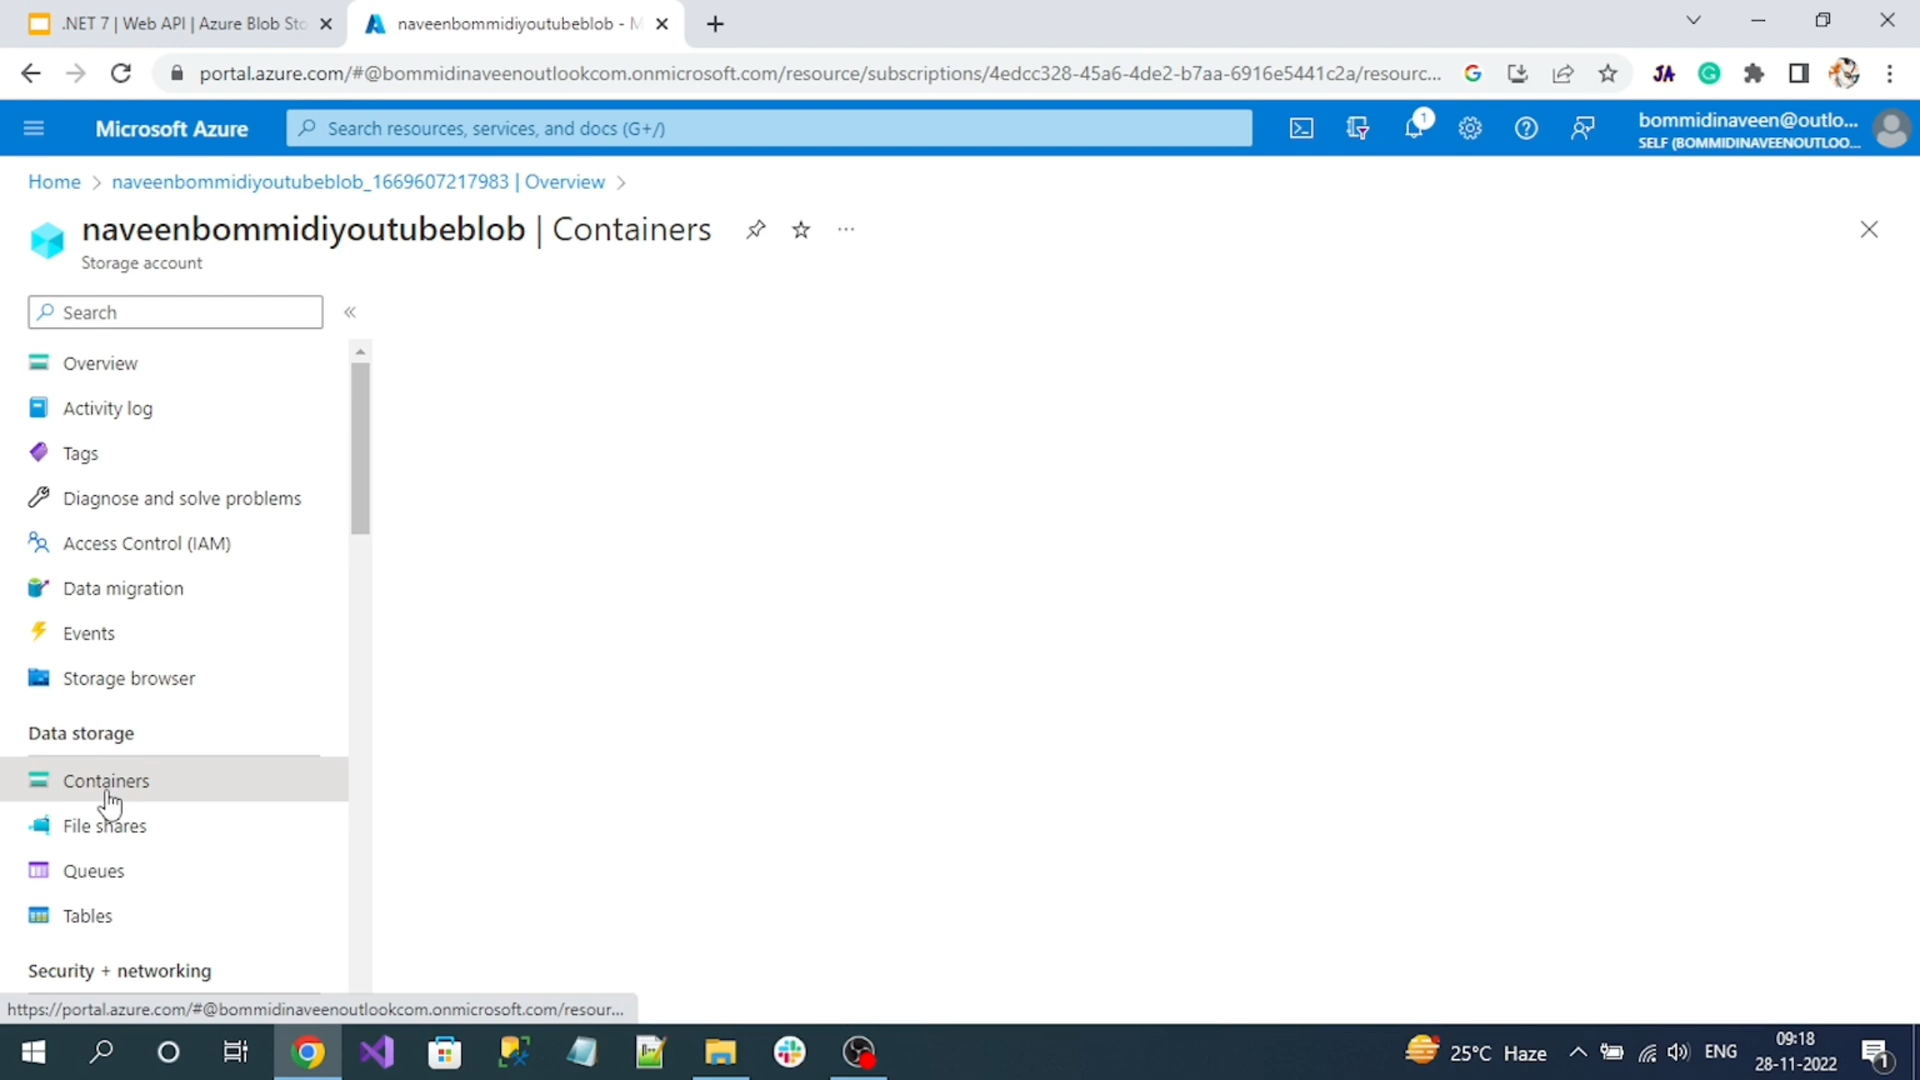 .NET 7 | Web API | Azure Blob Sto
naveenbommidiyoutubeblob - M
portal.azure.com/#@bommidinaveenoutlookcom.onmicrosoft.com/resource/subscriptions/4edcc328-45a6-4de2-b7aa-6916e5441c2a/resourc...
G
JA
G
Microsoft Azure
Search resources, services, and docs (G+/)
1
bommidinaveen@outlo...
SELF (BOMMIDINAVEENOUTLOO...
Home > naveenbommidiyoutubeblob_1669607217983 | Overview >
naveenbommidiyoutubeblob | Containers
Storage account
Search
Overview
Activity log
Tags
Diagnose and solve problems
Access Control (IAM)
Data migration
Events
Storage browser
Data storage
Containers
File shares
Queues
Tables
Security + networking
https://portal.azure.com/#@bommidinaveenoutlookcom.onmicrosoft.com/resour...
25°C Haze
ENG
09:18
28-11-2022
1